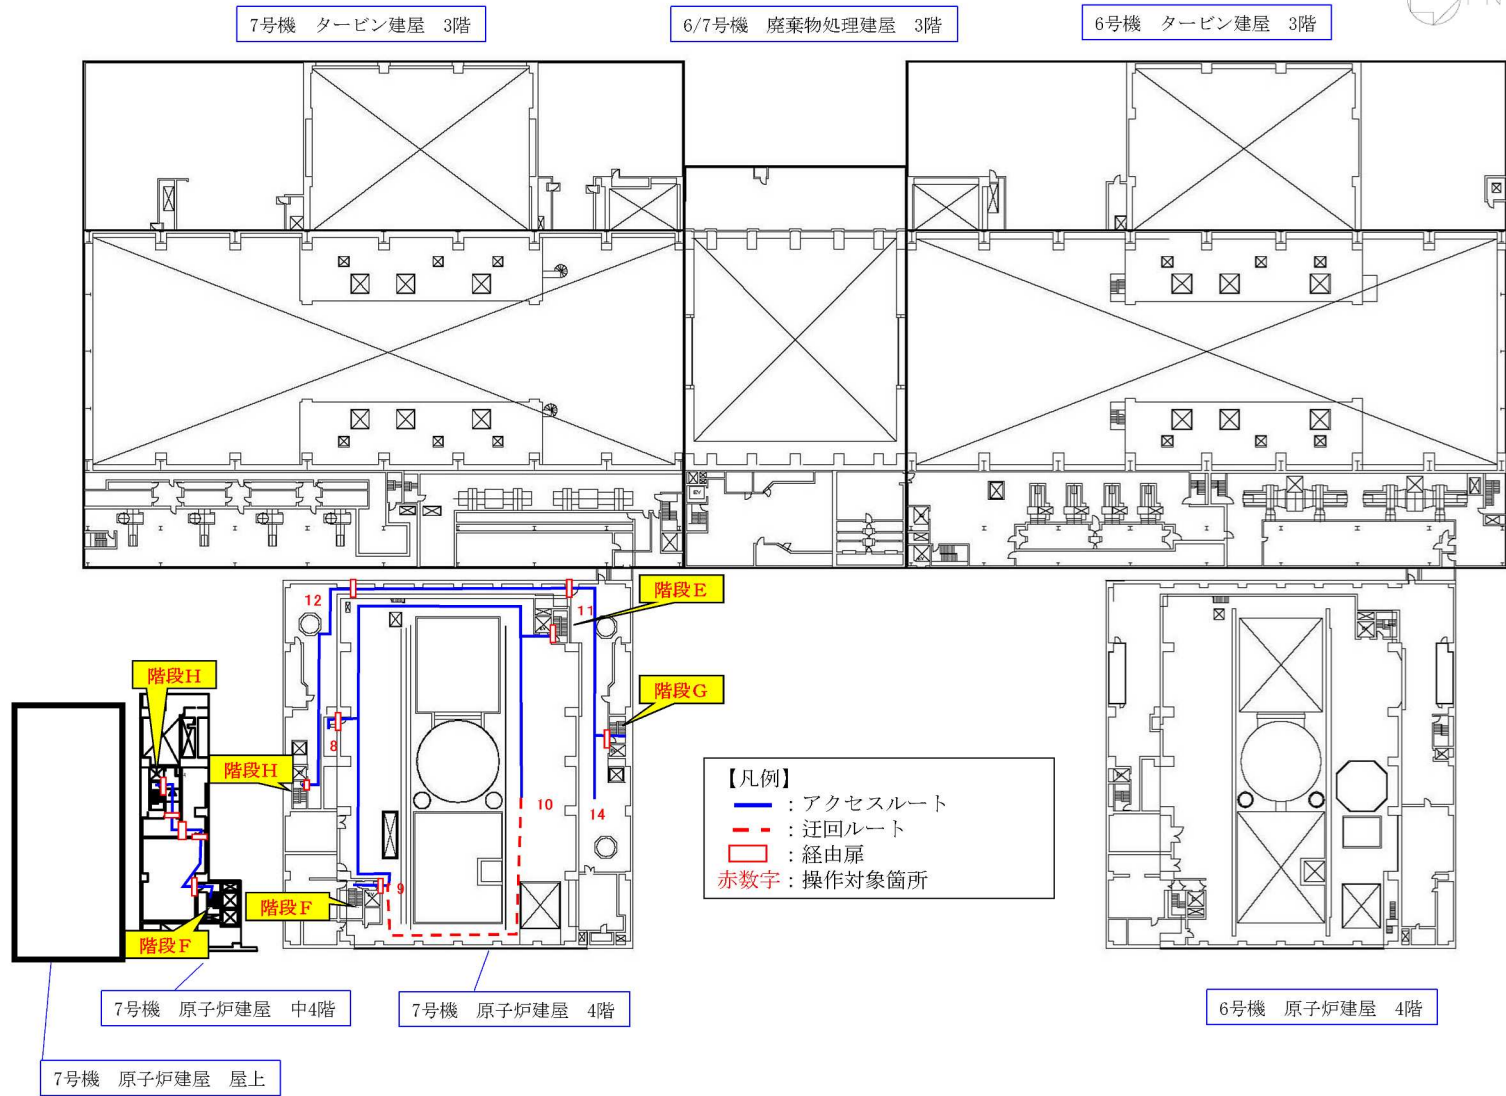 7号機　タービン建屋　3階
6/7号機　廃棄物処理建屋　3階
6号機　タービン建屋　3階
PN
EV
階段E
12
11
階段H
階段G
8
階段H
【凡例】
：アクセスルート
：迂回ルート
：経由扉
赤数字：操作対象箇所
10
14
9
階段F
階段F
7号機　原子炉建屋　中4階
7号機　原子炉建屋　4階
6号機　原子炉建屋　4階
7号機　原子炉建屋　屋上